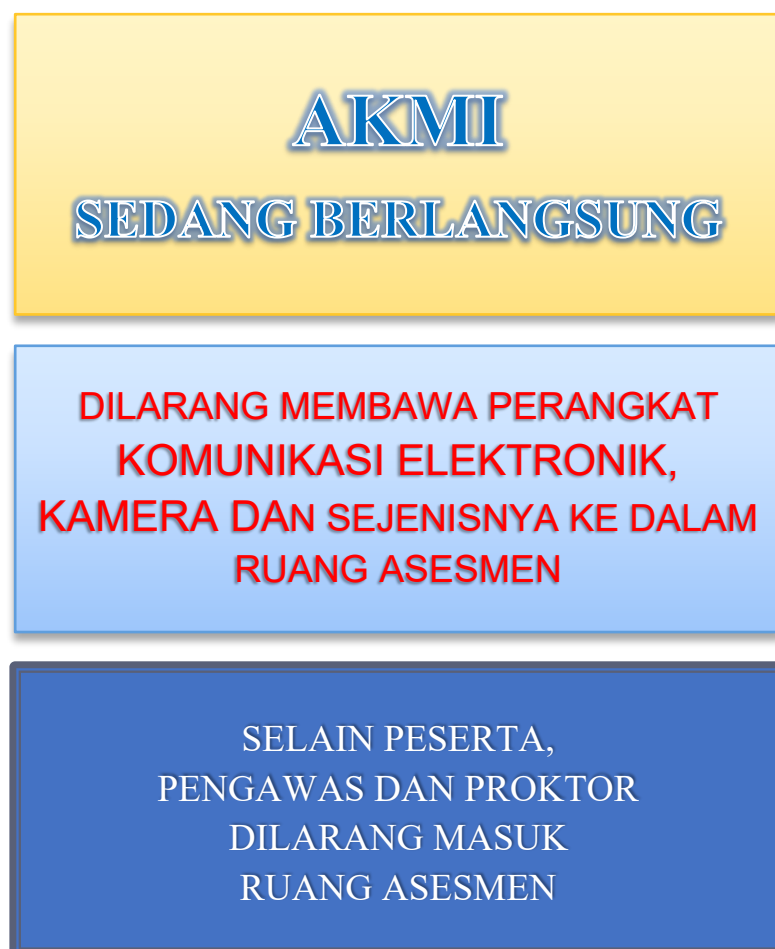 AKMI
SEDANG BERLANGSUNG
DILARANG MEMBAWA PERANGKAT
KOMUNIKASI ELEKTRONIK,
KAMERA DAN SEJENISNYA KE DALAM
RUANG ASESMEN
SELAIN PESERTA,
PENGAWAS DAN PROKTOR
DILARANG MASUK
RUANG ASESMEN